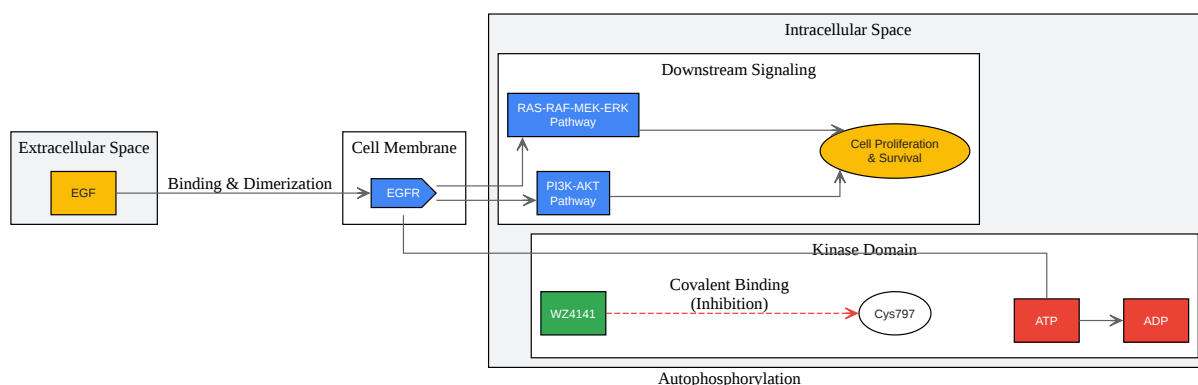 Intracellular Space
Downstream Signaling
RAS-RAF-MEK-ERK
Pathway
Extracellular Space
Cell Membrane
Cell Proliferation
& Survival
EGF
Binding & Dimerization
EGFR
PI3K-AKT
Pathway
Kinase Domain
Covalent Binding
(Inhibition)
WZ4141
Cys797
ATP
ADP
Autophosphorylation